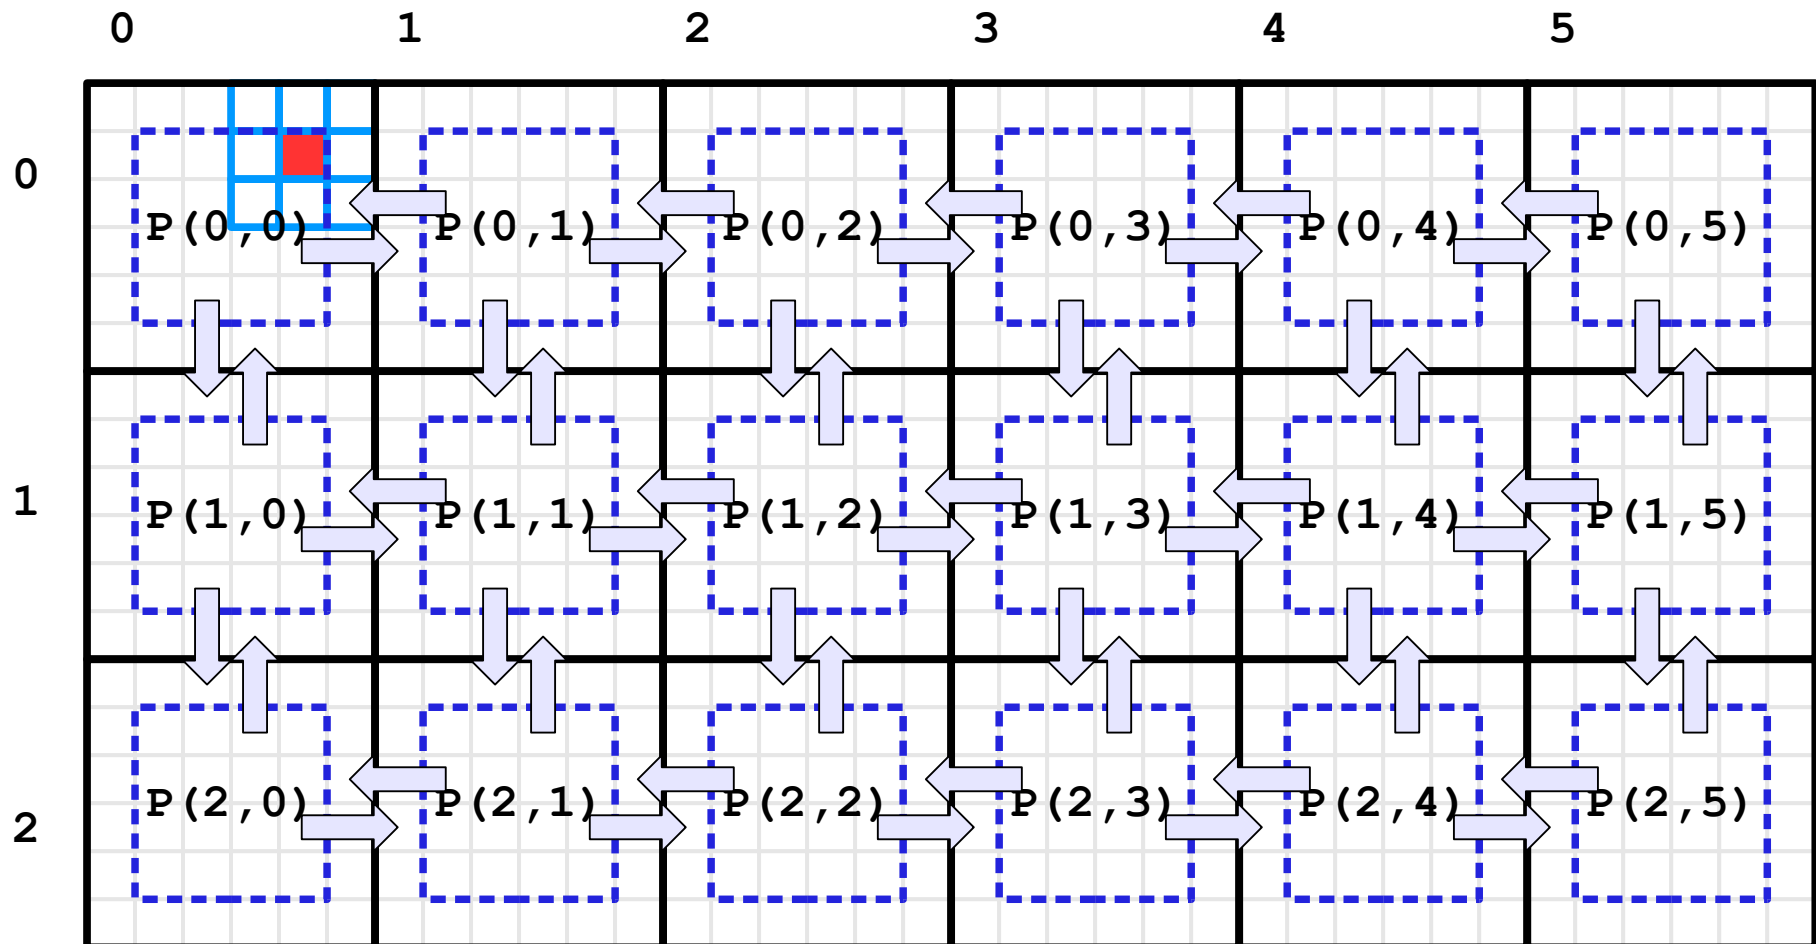 0 1 2 3 4 5
0 P(0,0) P(0,1) P(0,2) P(0,3) P(0,4) P(0,5)
1 P(1,0) P(1,1) P(1,2) P(1,3) P(1,4) P(1,5)
2 P(2,0) P(2,1) P(2,2) P(2,3) P(2,4) P(2,5)